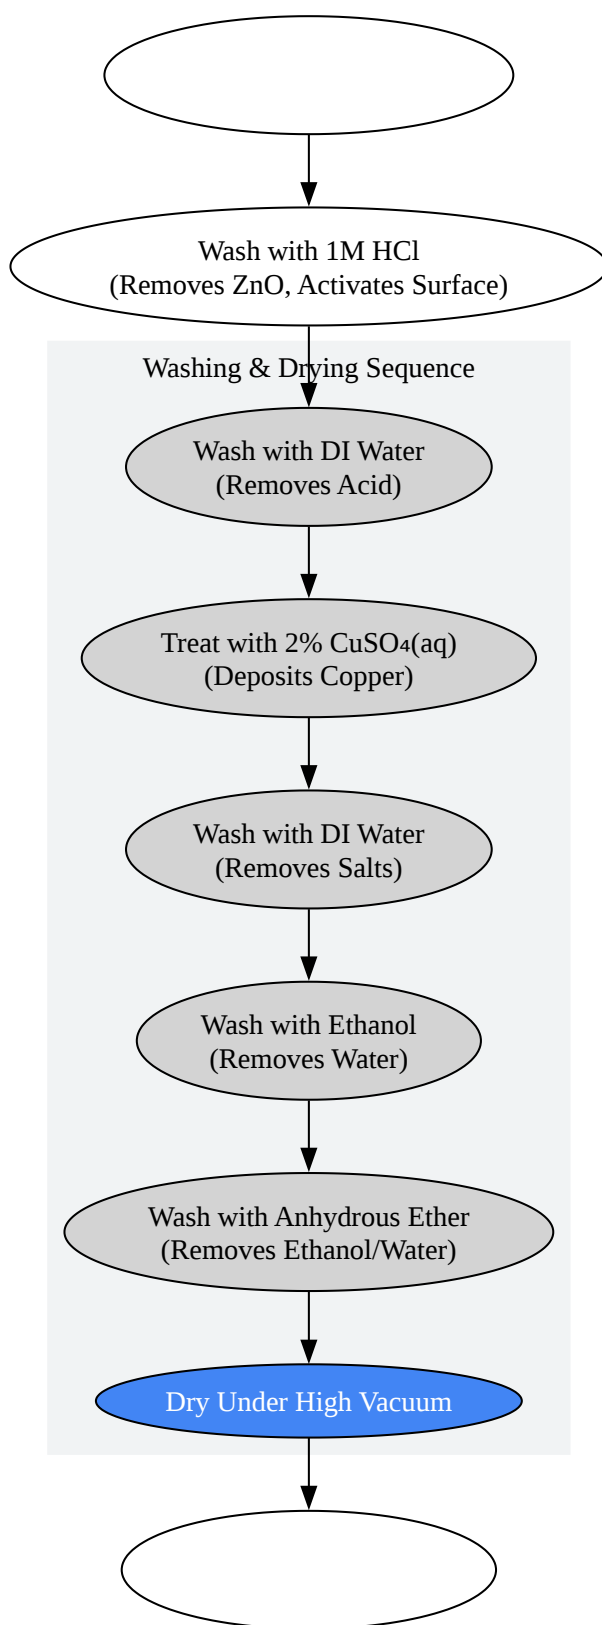 Wash with 1M HCl
(Removes ZnO, Activates Surface)
Washing & Drying Sequence
Wash with DI Water
(Removes Acid)
Treat with 2% CuSO₄(aq)
(Deposits Copper)
Wash with DI Water
(Removes Salts)
Wash with Ethanol
(Removes Water)
Wash with Anhydrous Ether
(Removes Ethanol/Water)
Dry Under High Vacuum